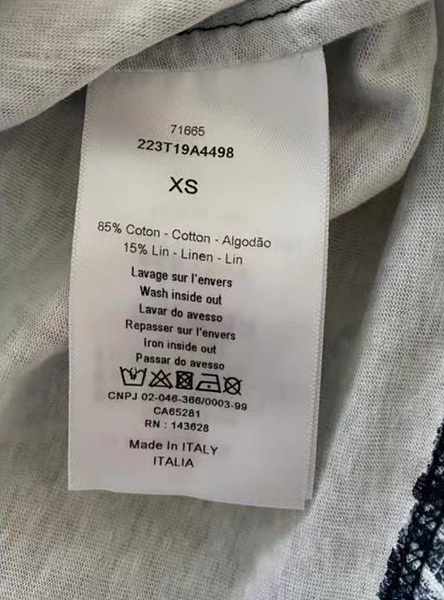 71665
223T19A4498
XS
85% Coton - Cotton - Algodão
15% Lin - Linen - Lin
Lavage sur l'envers
Wash inside out
Lavar do avesso
Repasser sur l'envers
Iron inside out
Passar do avesso
CNPJ 02-046-366/0003-99
CA65281
RN : 143628
Made In ITALY
ITALIA